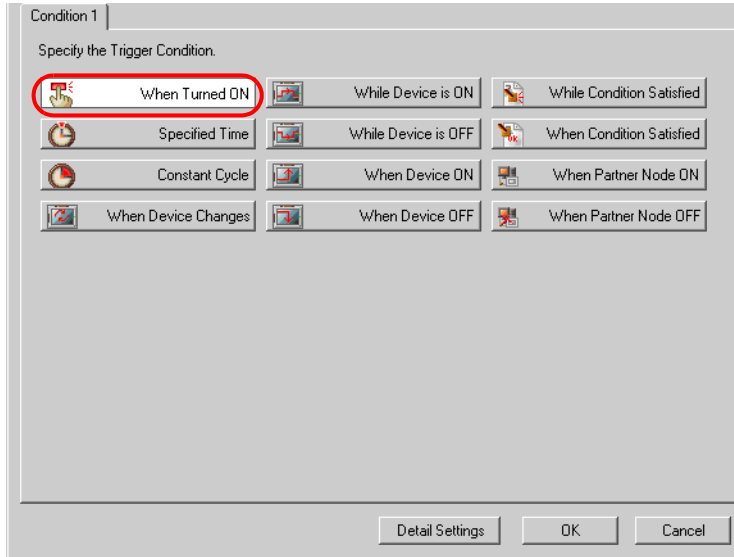 Condition 1
Specify the Trigger Condition.
When Turned ON
While Device is ON
While Condition Satisfied
Specified Time
While Device is OFF
When Condition Satisfied
Constant Cycle
When Device ON
When Partner Node ON
When Device Changes
When Device OFF
When Partner Node OFF
Detail Settings
OK
Cancel